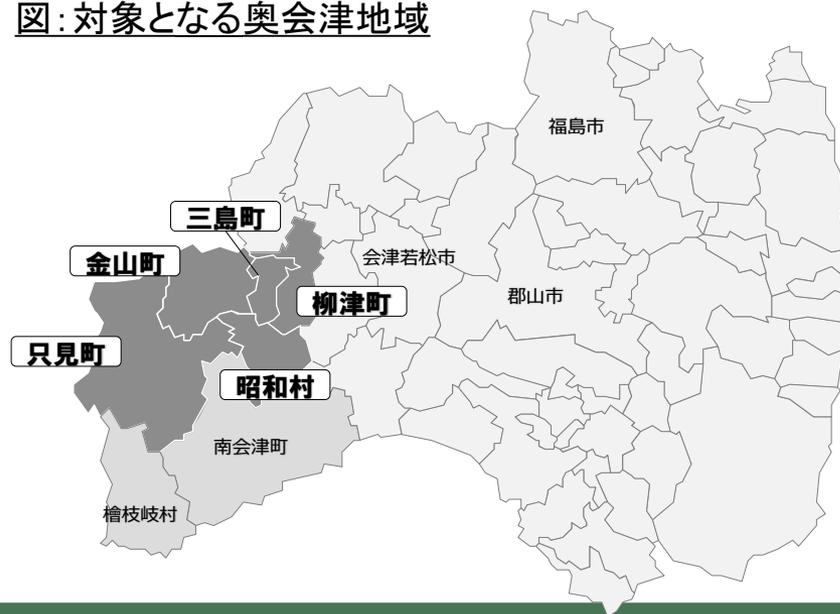 図：対象となる奥会津地域
福島市
三島町
金山町
会津若松市
柳津町
郡山市
只見町
昭和村
南会津町
檜枝岐村